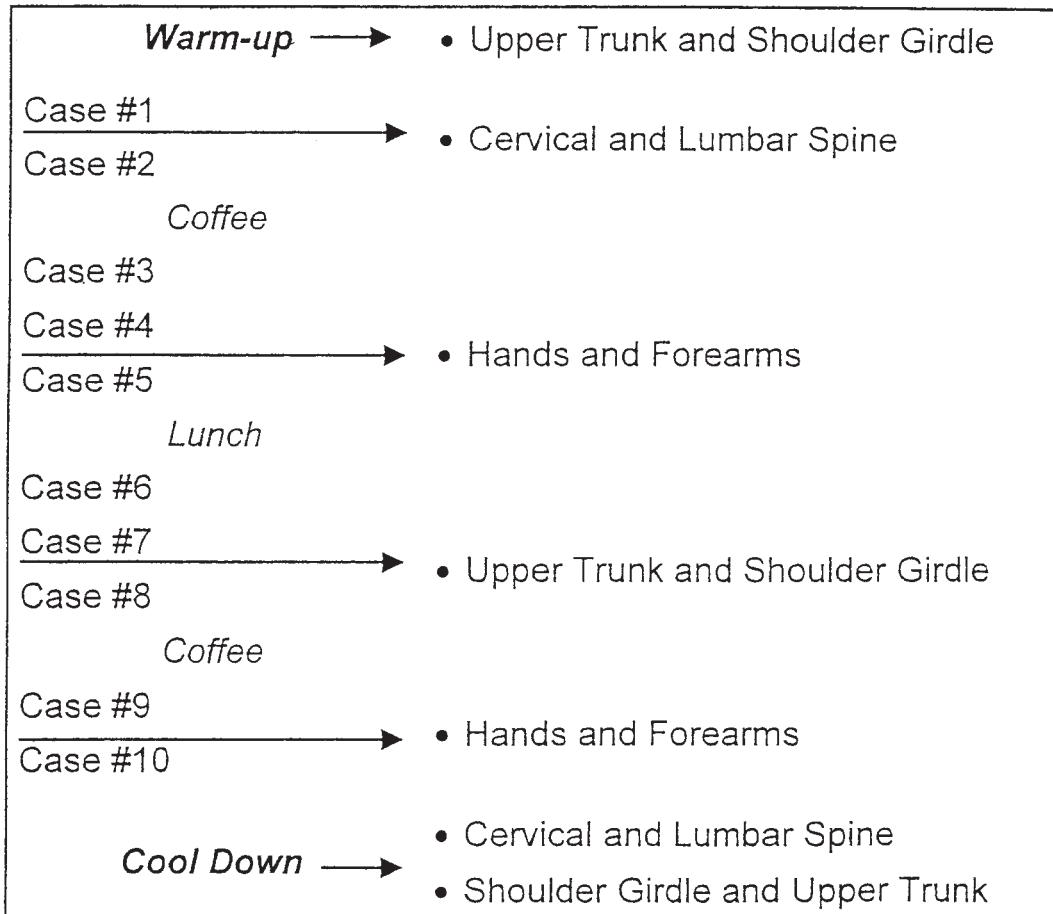 Warm-up → • Upper Trunk and Shoulder Girdle
Case #1
• Cervical and Lumbar Spine
Case #2
Coffee
Case #3
Case #4
• Hands and Forearms
Case #5
Lunch
Case #6
Case #7
• Upper Trunk and Shoulder Girdle
Case #8
Coffee
Case #9
• Hands and Forearms
Case #10
• Cervical and Lumbar Spine
Cool Down →
• Shoulder Girdle and Upper Trunk